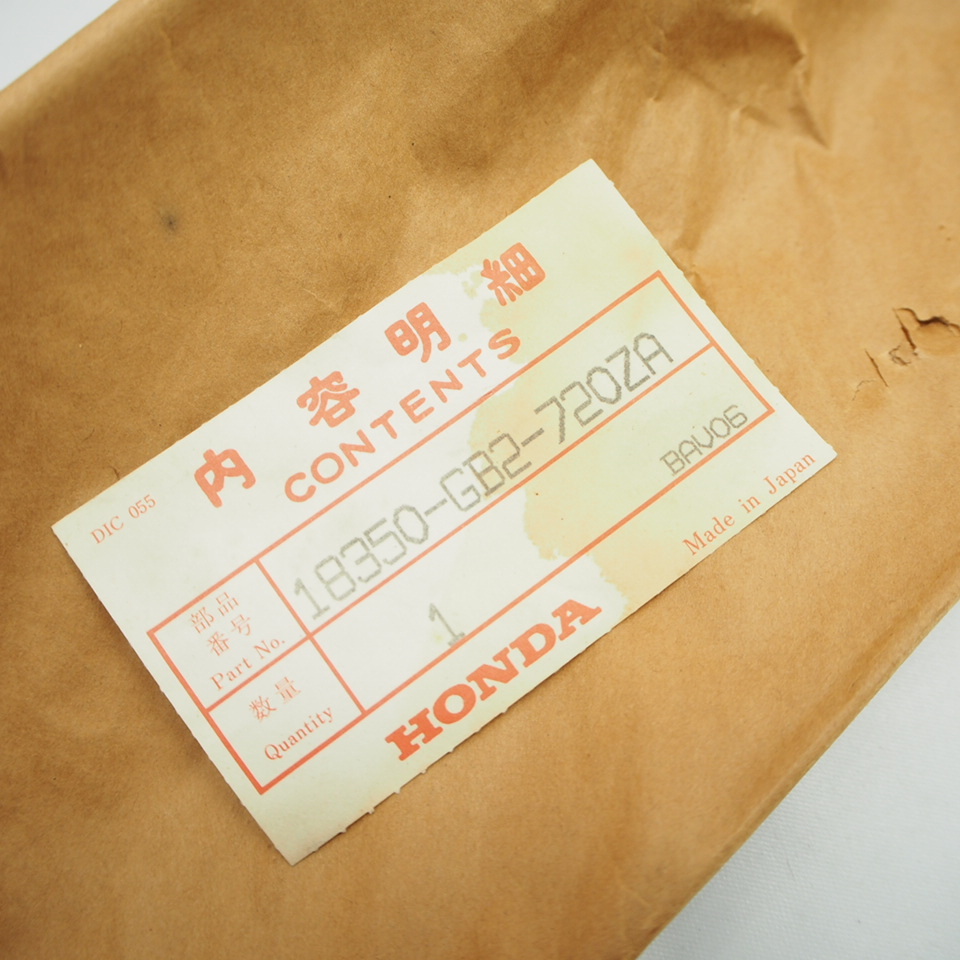 内容明細
CONTENTS
DIC 055
部品
番号
Part No.
18350-GB2-720ZA
数量
Quantity
1
BAV06
HONDA
Made in Japan